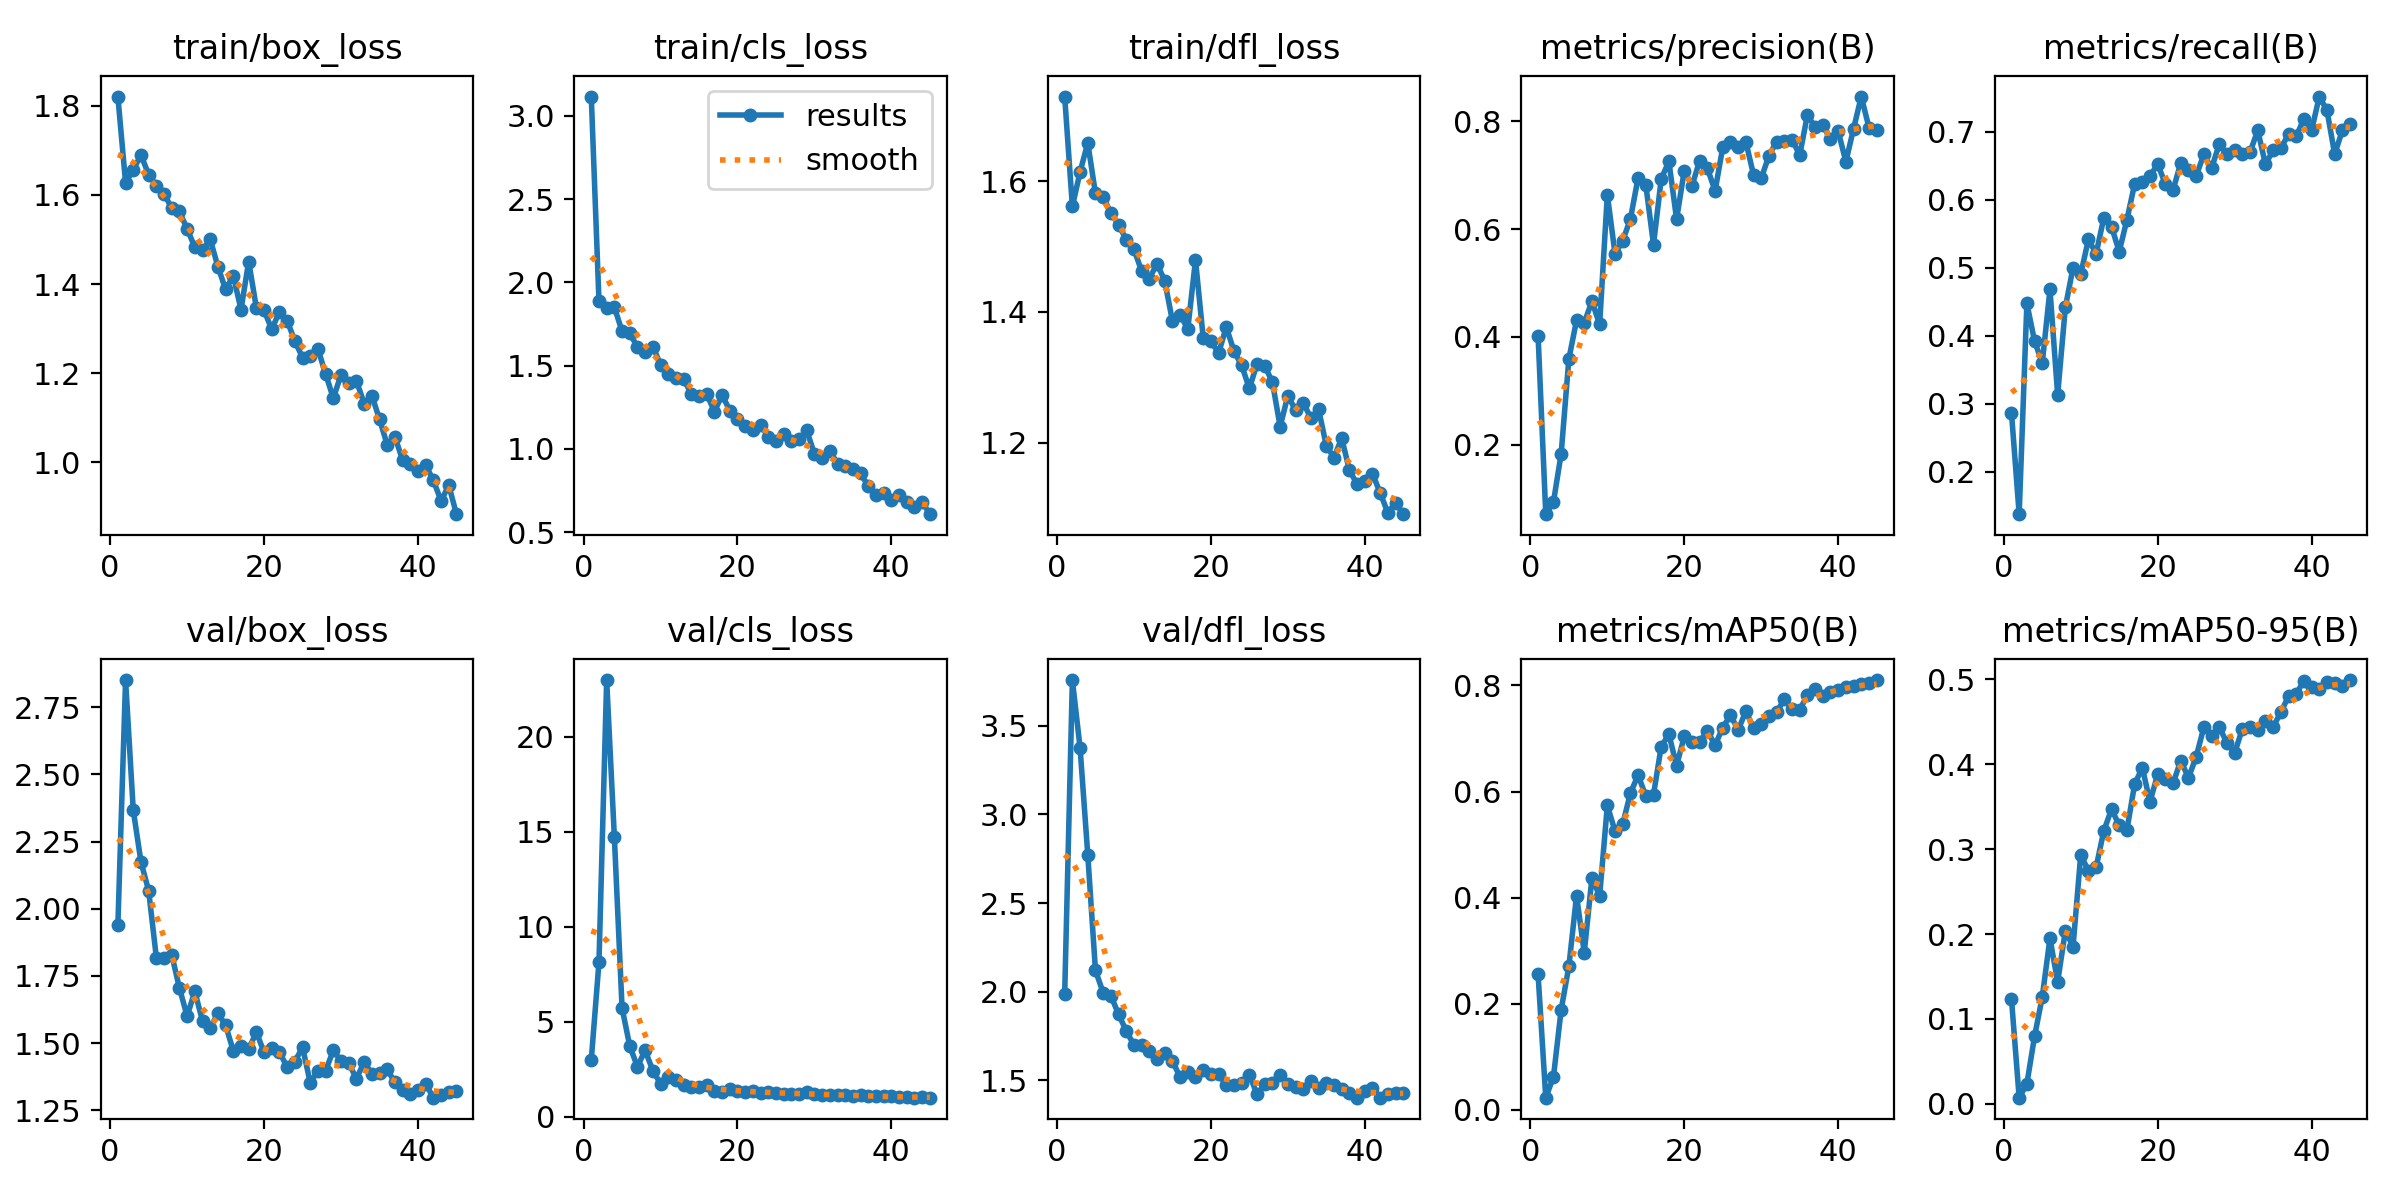 train/box_loss
1.8
1.6
1.4
1.2
1.0
0 20 40
train/cls_loss
results
smooth
3.0
2.5
2.0
1.5
1.0
0.5
0 20 40
train/dfl_loss
1.6
1.4
1.2
0 20 40
metrics/precision(B)
0.8
0.6
0.4
0.2
0 20 40
metrics/recall(B)
0.7
0.6
0.5
0.4
0.3
0.2
0 20 40
val/box_loss
2.75
2.50
2.25
2.00
1.75
1.50
1.25
0 20 40
val/cls_loss
20
15
10
5
0
0 20 40
val/dfl_loss
3.5
3.0
2.5
2.0
1.5
0 20 40
metrics/mAP50(B)
0.8
0.6
0.4
0.2
0.0
0 20 40
metrics/mAP50-95(B)
0.5
0.4
0.3
0.2
0.1
0.0
0 20 40